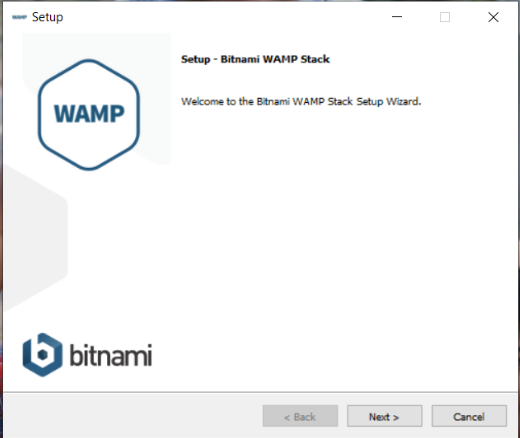 Setup
Setup - Bitnami WAMP Stack
WAMP
Welcome to the Bitnami WAMP Stack Setup Wizard.
bitnami
< Back
Next >
Cancel